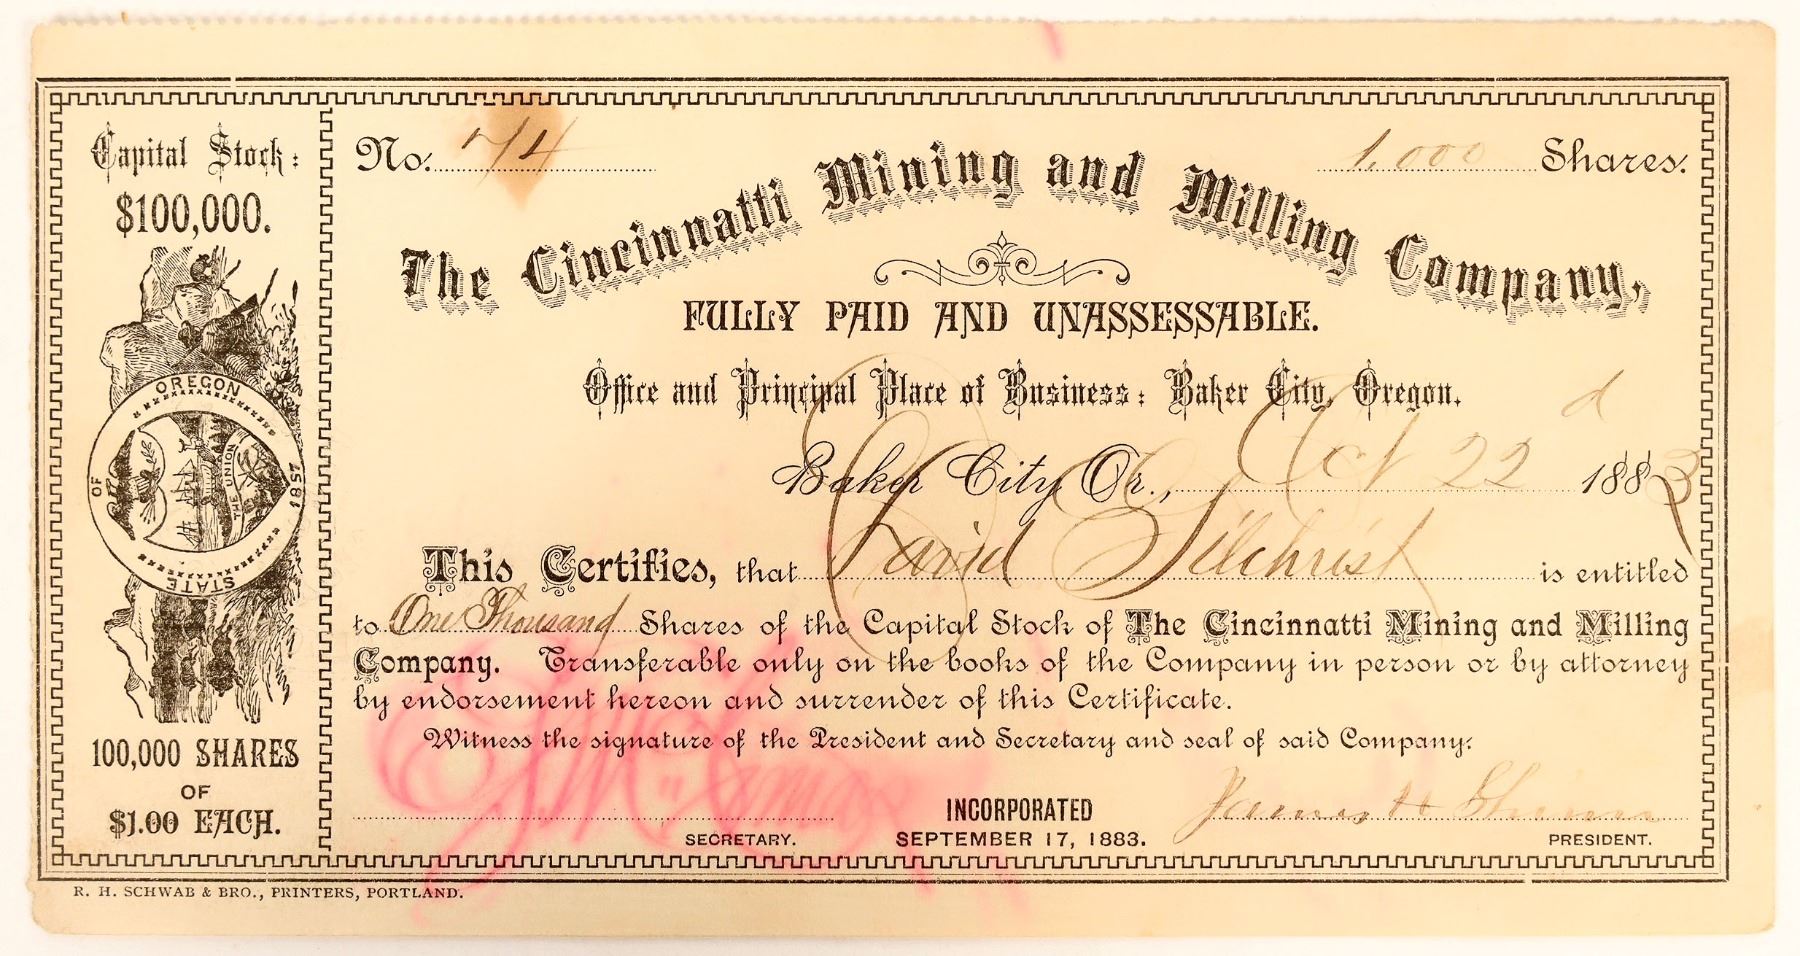 Capital Stock:
$100,000.
OREGON
STATE OF
1857
THE UNION
100,000 SHARES
OF
$1.00 EACH.
No. 74
1,000 Shares.
The Cincinnatti Mining and Milling Company,
FULLY PAID AND UNASSESSABLE.
Office and Principal Place of Business: Baker City, Oregon.
Baker City, Or., Oct 22d 1883
This Certifies, that David Gilchrist is entitled
to One Thousand Shares of the Capital Stock of The Cincinnatti Mining and Milling
Company. Transferable only on the books of the Company in person or by attorney
by endorsement hereon and surrender of this Certificate.
Witness the signature of the President and Secretary and seal of said Company:
SECRETARY.
INCORPORATED
SEPTEMBER 17, 1883.
James H
PRESIDENT.
R. H. SCHWAB & BRO., PRINTERS, PORTLAND.